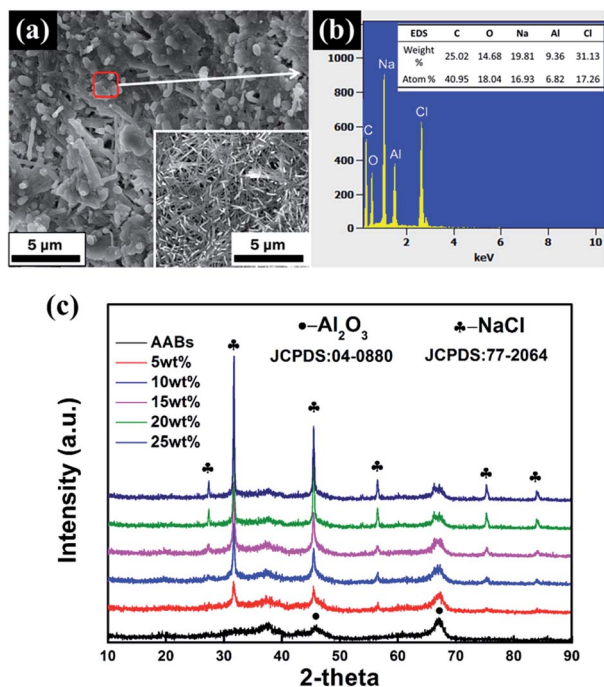 (a)
5 µm
5 µm
(b)
EDS C O Na Al Cl
Weight % 25.02 14.68 19.81 9.36 31.13
Atom % 40.95 18.04 16.93 6.82 17.26
1000
800
600
400
200
0
C
O
Na
Al
Cl
2 4 6 8 10
keV
(c)
AABs
5wt%
10wt%
15wt%
20wt%
25wt%
●–Al₂O₃
JCPDS:04-0880
♣–NaCl
JCPDS:77-2064
Intensity (a.u.)
10 20 30 40 50 60 70 80 90
2-theta